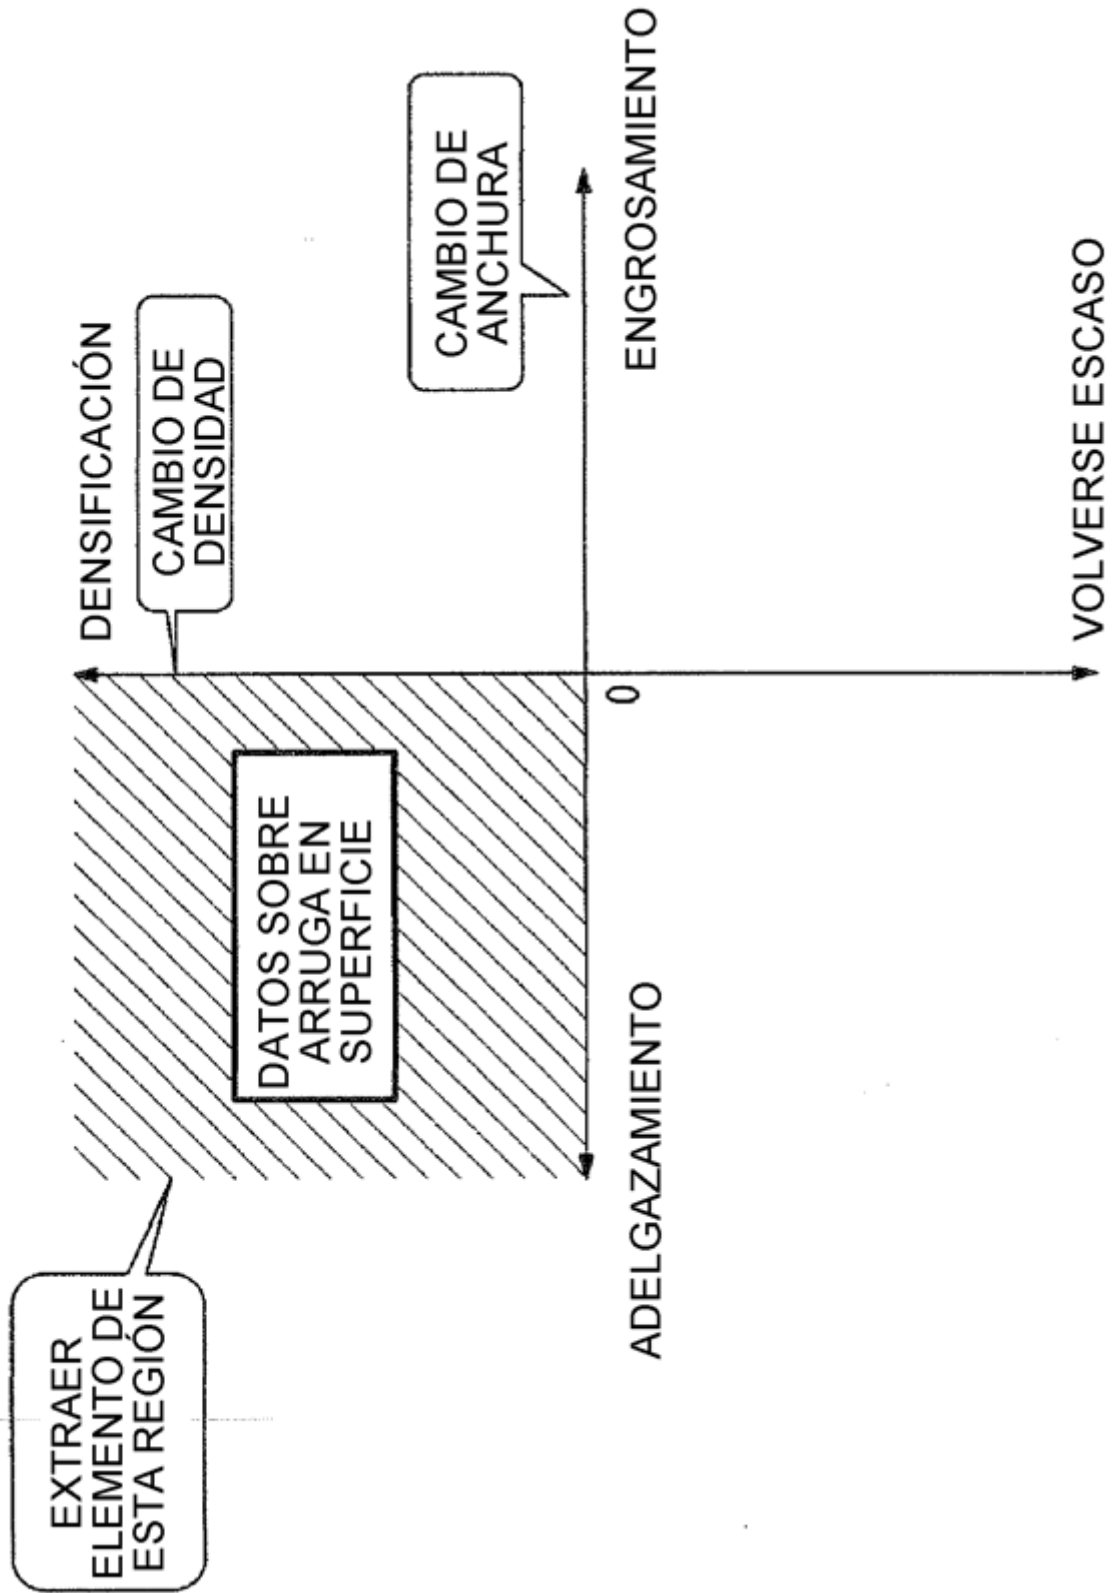 EXTRAER
ELEMENTO DE
ESTA REGIÓN
DENSIFICACIÓN
CAMBIO DE
DENSIDAD
DATOS SOBRE
ARRUGA EN
SUPERFICIE
CAMBIO DE
ANCHURA
0
ADELGAZAMIENTO
ENGROSAMIENTO
VOLVERSE ESCASO